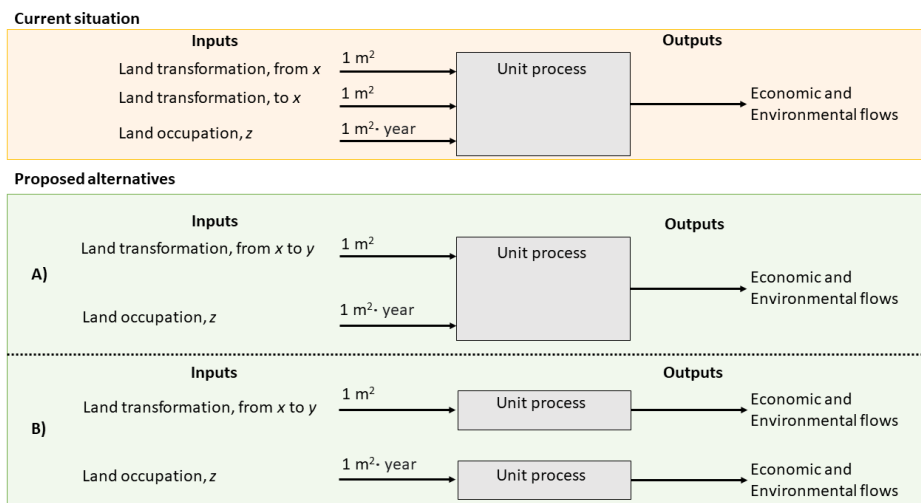 Current situation
Inputs
Outputs
Land transformation, from x
1 m²
Unit process
Land transformation, to x
1 m²
Economic and
Environmental flows
Land occupation, z
1 m²· year
Proposed alternatives
Inputs
Outputs
Land transformation, from x to y
1 m²
Unit process
A)
Economic and
Environmental flows
Land occupation, z
1 m²· year
Inputs
Outputs
Land transformation, from x to y
1 m²
Unit process
Economic and
Environmental flows
B)
Land occupation, z
1 m²· year
Unit process
Economic and
Environmental flows